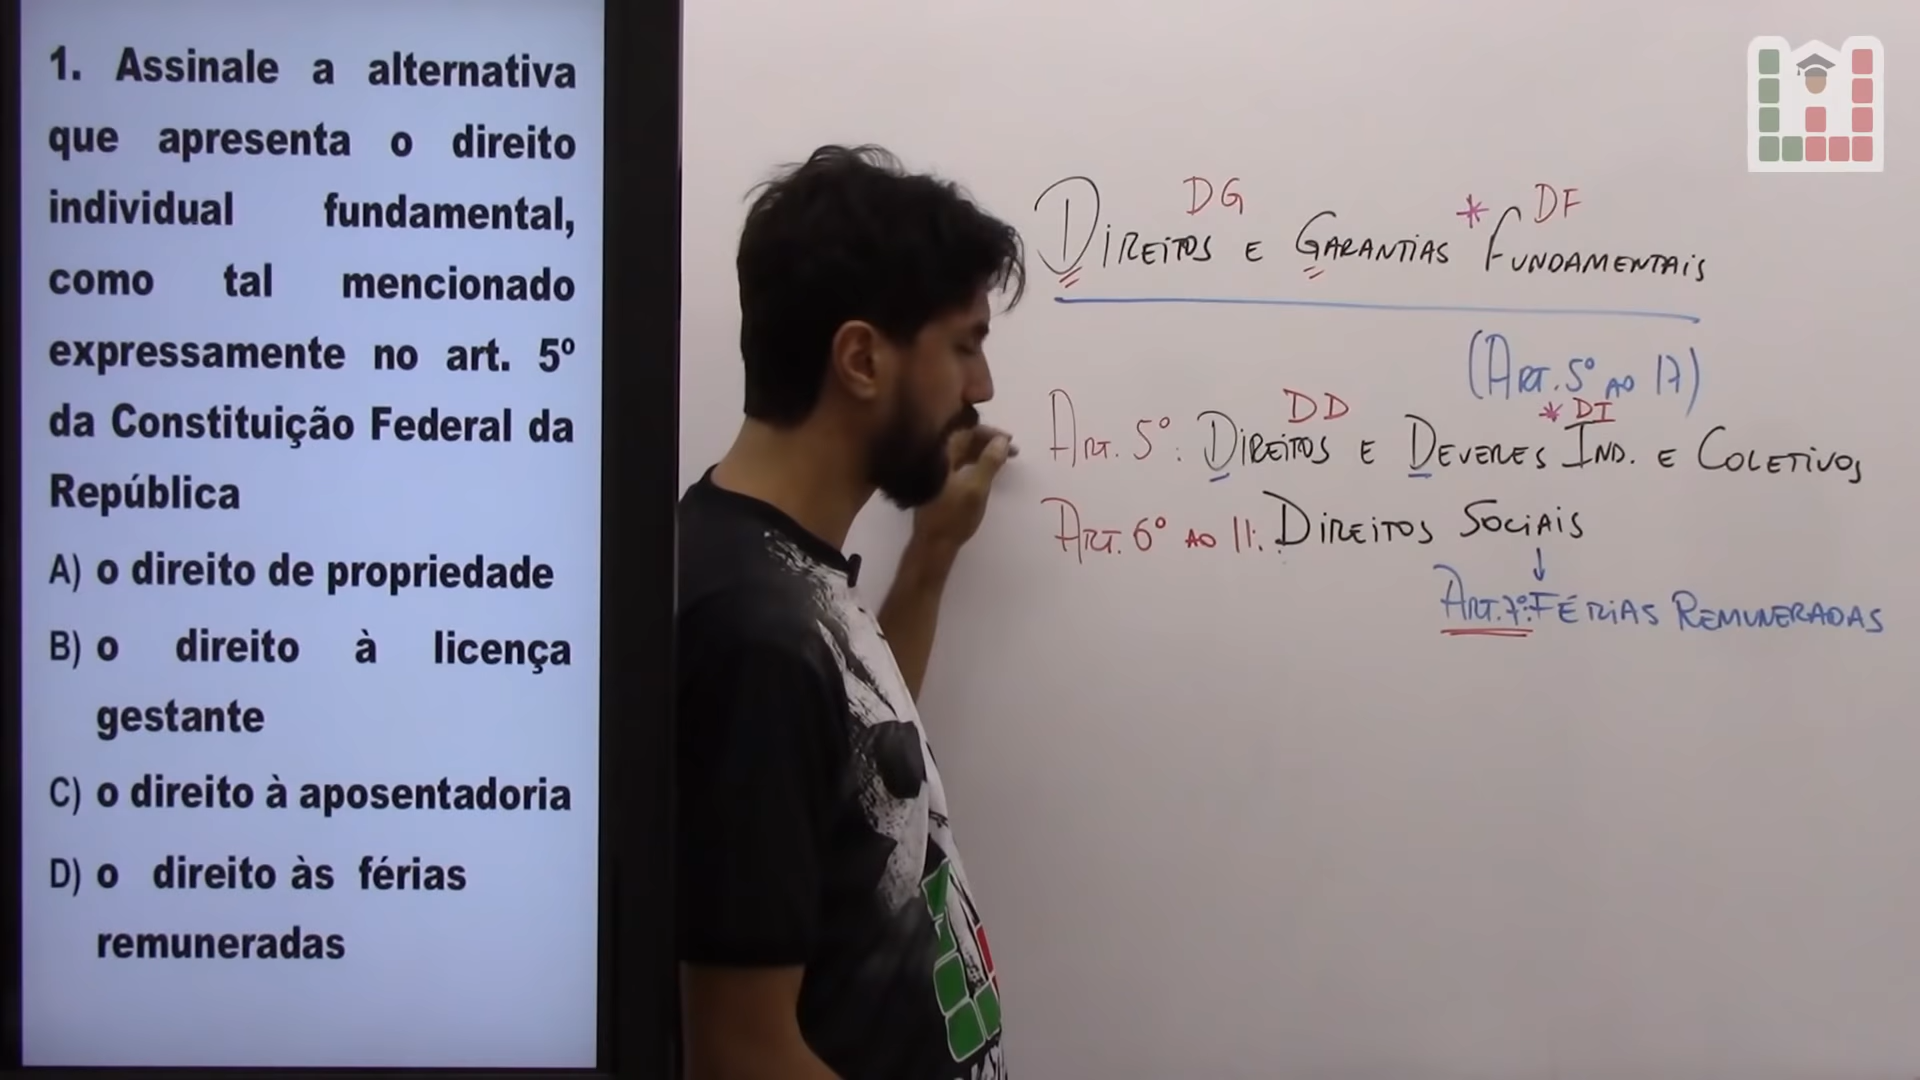 1. Assinale a alternativa
que apresenta o direito
individual fundamental,
como tal mencionado
expressamente no art. 5º
da Constituição Federal da
República
A) o direito de propriedade
B) o direito à licença
gestante
C) o direito à aposentadoria
D) o direito às férias
remuneradas
DG * DF
DIREITOS E GARANTIAS FUNDAMENTAIS
(ART. 5º AO 17)
DD * DI
ART. 5º: DIREITOS E DEVERES IND. E COLETIVOS
ART. 6º AO 11: DIREITOS SOCIAIS
↓
ART. 7º: FÉRIAS REMUNERADAS